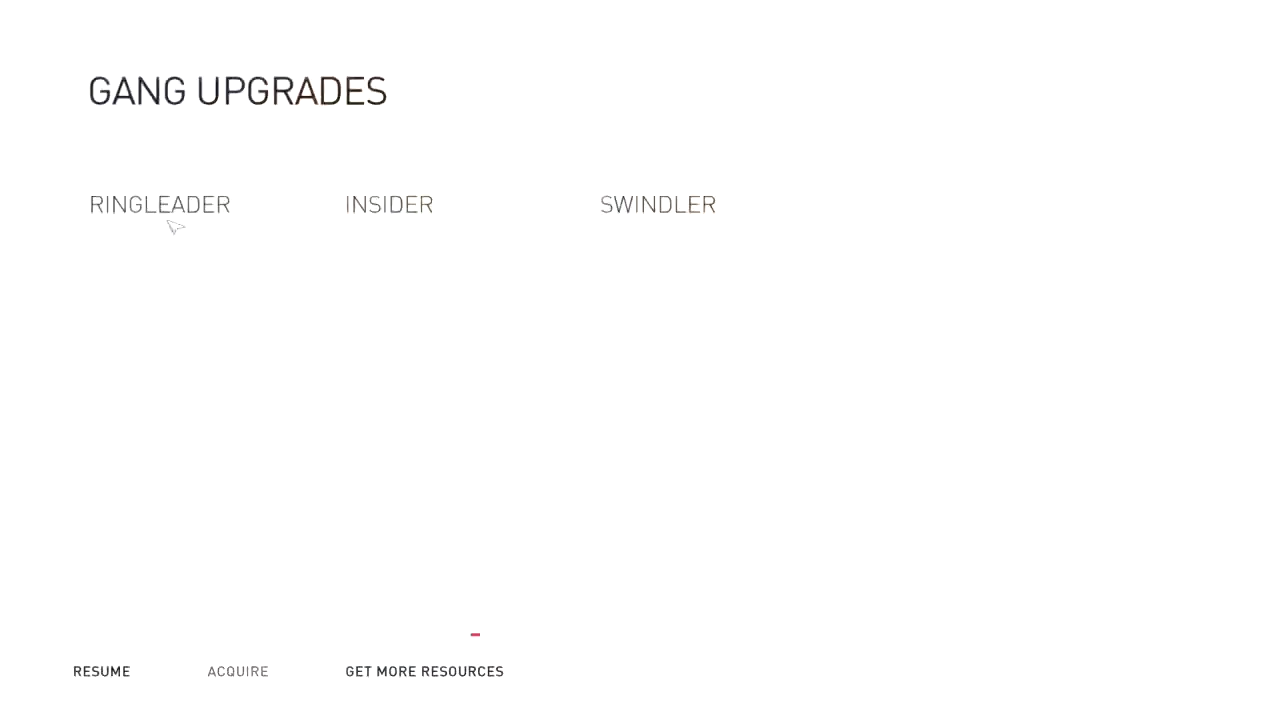 GANG UPGRADES
RINGLEADER INSIDER SWINDLER
RESUME ACQUIRE GET MORE RESOURCES